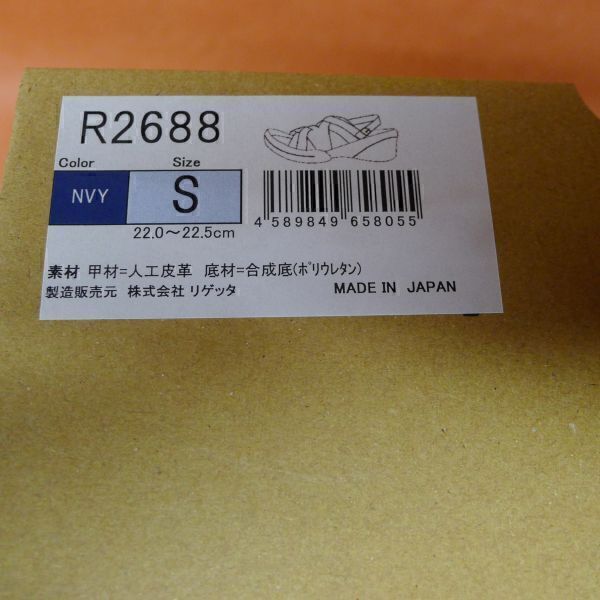 R2688
Color Size
NVY S
22.0～22.5cm
4 589849 658055
素材 甲材=人工皮革 底材=合成底(ﾎﾟﾘｳﾚﾀﾝ)
製造販売元 株式会社 リゲッタ MADE IN JAPAN